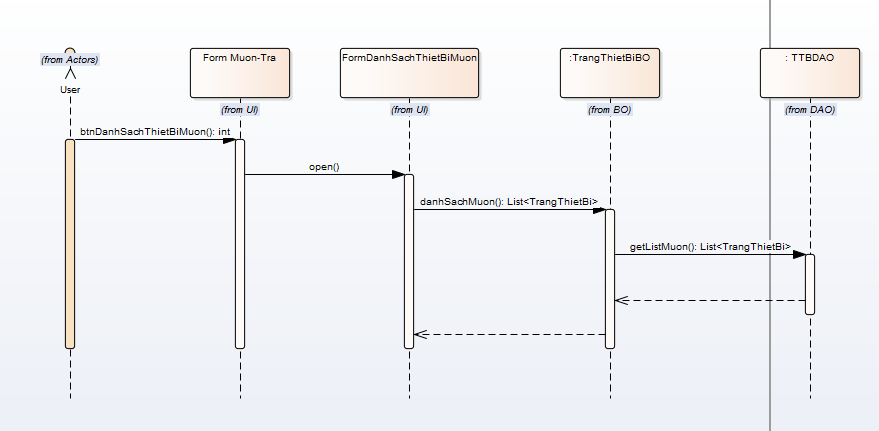 (from Actors)
User
Form Muon-Tra
(from UI)
FormDanhSachThietBiMuon
(from UI)
:TrangThietBiBO
(from BO)
: TTBDAO
(from DAO)
btnDanhSachThietBiMuon(): int
open()
danhSachMuon(): List<TrangThietBi>
getListMuon(): List<TrangThietBi>